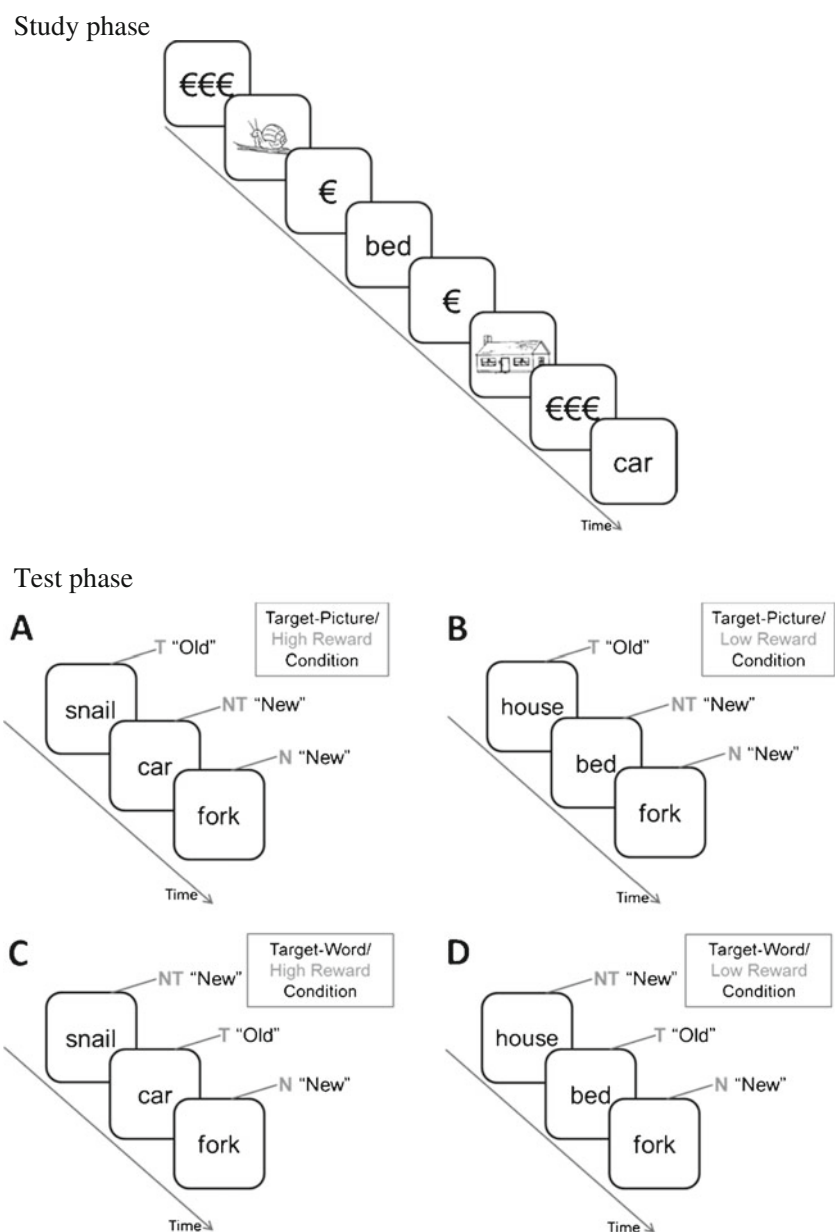 Study phase
€€€
€
bed
€
€€€
car
Time
Test phase
A
Target-Picture/
High Reward
Condition
T “Old”
snail
NT “New”
car
N “New”
fork
Time
B
Target-Picture/
Low Reward
Condition
T “Old”
house
NT “New”
bed
N “New”
fork
Time
C
Target-Word/
High Reward
Condition
NT “New”
snail
T “Old”
car
N “New”
fork
Time
D
Target-Word/
Low Reward
Condition
NT “New”
house
T “Old”
bed
N “New”
fork
Time